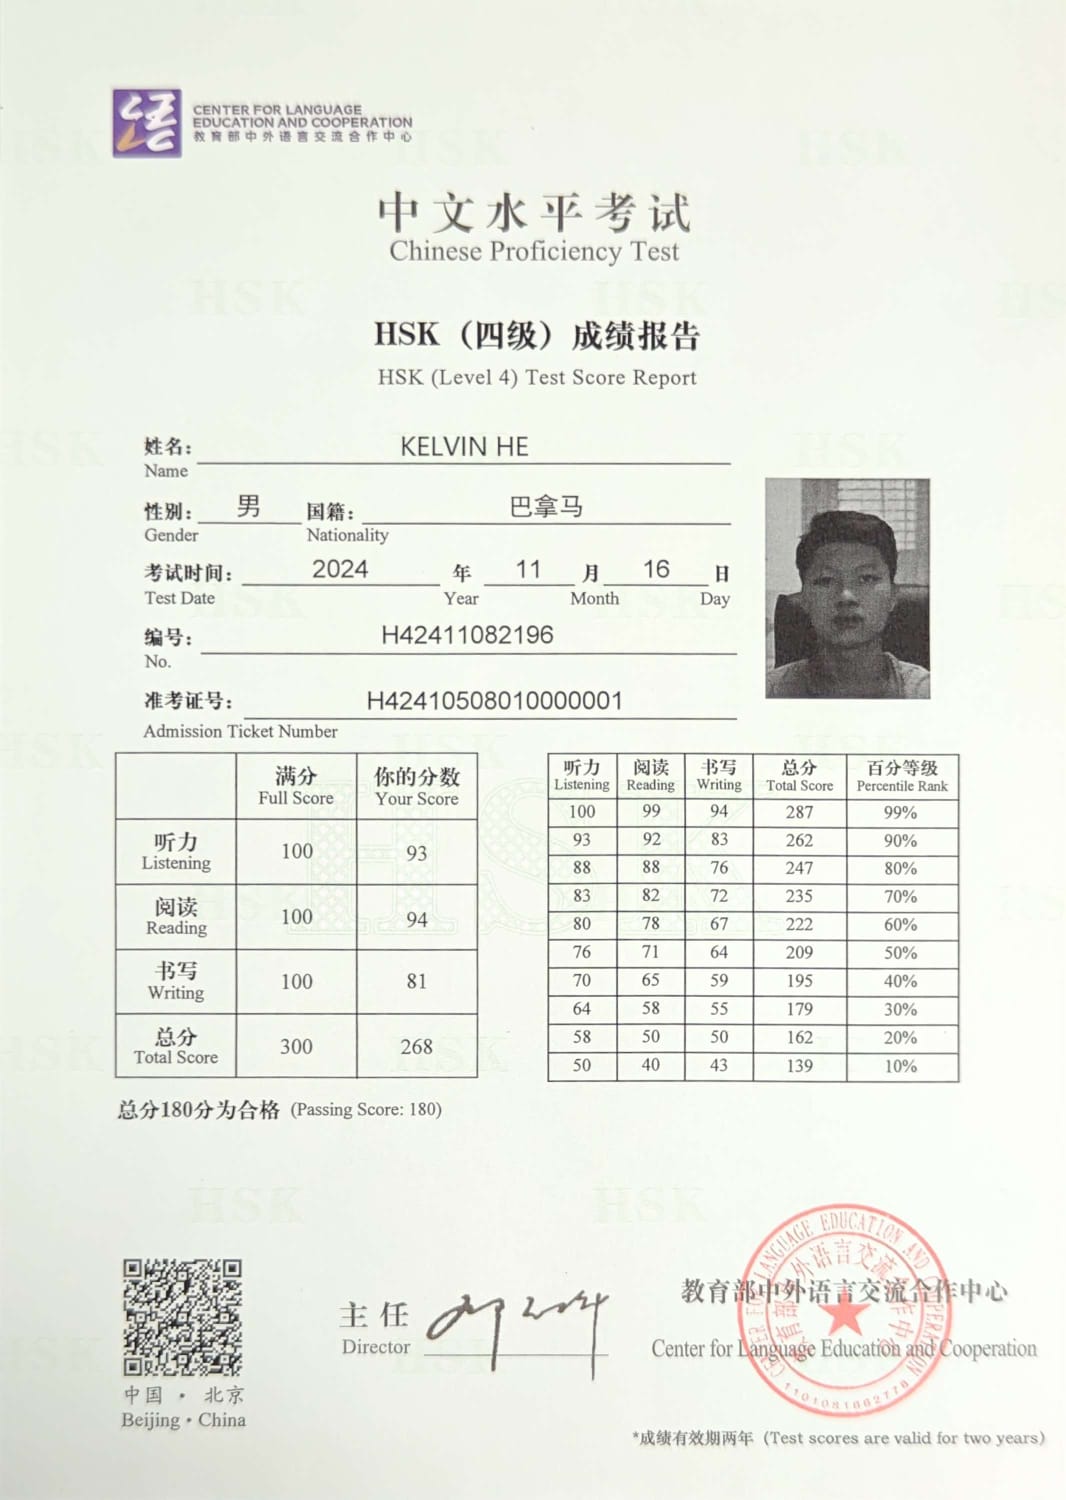 语
CENTER FOR LANGUAGE
EDUCATION AND COOPERATION
教育部中外语言交流合作中心
中文水平考试
Chinese Proficiency Test
HSK（四级）成绩报告
HSK (Level 4) Test Score Report
姓名： KELVIN HE
Name
性别： 男 国籍： 巴拿马
Gender Nationality
考试时间： 2024 年 11 月 16 日
Test Date Year Month Day
编号： H42411082196
No.
准考证号： H42410508010000001
Admission Ticket Number
满分 你的分数
Full Score Your Score
听力 100 93
Listening
阅读 100 94
Reading
书写 100 81
Writing
总分 300 268
Total Score
听力 阅读 书写 总分 百分等级
Listening Reading Writing Total Score Percentile Rank
100 99 94 287 99%
93 92 83 262 90%
88 88 76 247 80%
83 82 72 235 70%
80 78 67 222 60%
76 71 64 209 50%
70 65 59 195 40%
64 58 55 179 30%
58 50 50 162 20%
50 40 43 139 10%
总分180分为合格 (Passing Score: 180)
HSK
中国 · 北京
Beijing · China
主任
Director
教育部中外语言交流合作中心
Center for Language Education and Cooperation
CENTER FOR LANGUAGE EDUCATION AND COOPERATION
教育部中外语言交流合作中心
*成绩有效期两年（Test scores are valid for two years）